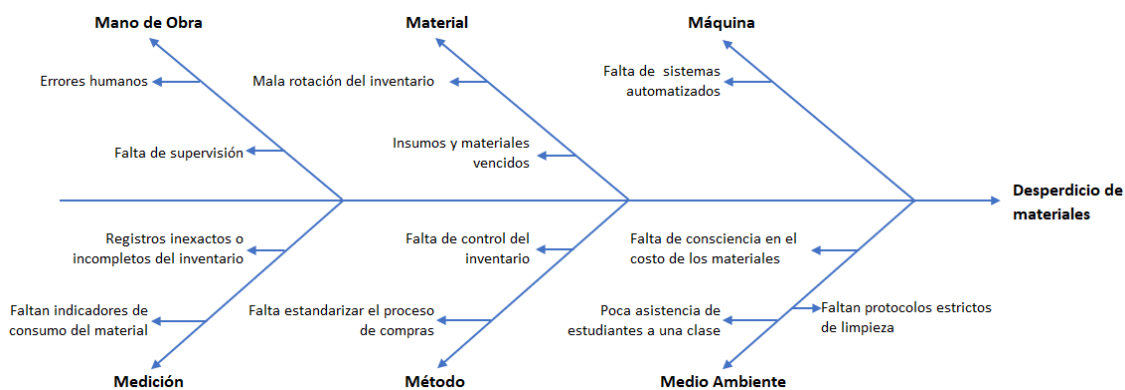 Mano de Obra
Material
Máquina
Errores humanos
Mala rotación del inventario
Falta de sistemas
automatizados
Falta de supervisión
Insumos y materiales
vencidos
Desperdicio de
materiales
Registros inexactos o
incompletos del inventario
Falta de control del
inventario
Falta de consciencia en el
costo de los materiales
Faltan indicadores de
consumo del material
Falta estandarizar el proceso
de compras
Poca asistencia de
estudiantes a una clase
Faltan protocolos estrictos
de limpieza
Medición
Método
Medio Ambiente